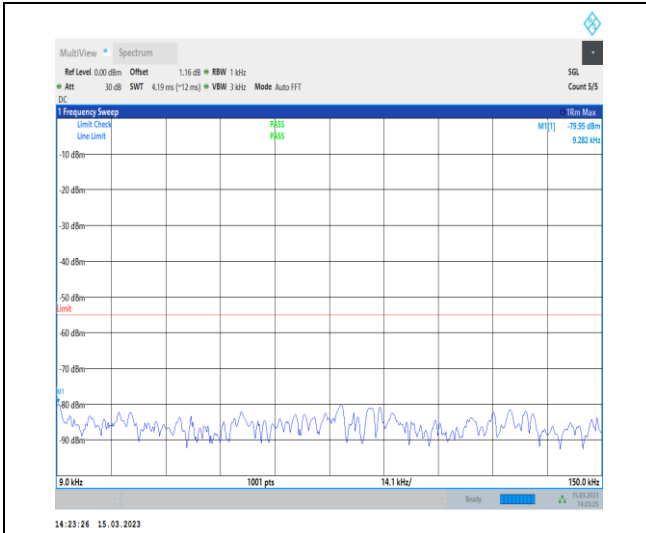 MultiView Spectrum
Ref Level 0.00 dBm Offset 1.16 dB RBW 1 kHz SGL
Att 30 dB SWT 4.19 ms (~12 ms) VBW 3 kHz Mode Auto FFT Count 5/5
DC
1 Frequency Sweep 1Rm Max
Limit Check PASS M1[1] -79.95 dBm
Line Limit PASS 9.282 kHz
-10 dBm
-20 dBm
-30 dBm
-40 dBm
-50 dBm
Limit
-60 dBm
-70 dBm
M1
-80 dBm
-90 dBm
9.0 kHz 1001 pts 14.1 kHz/ 150.0 kHz
Ready 15.03.2023
14:23:25
14:23:26 15.03.2023